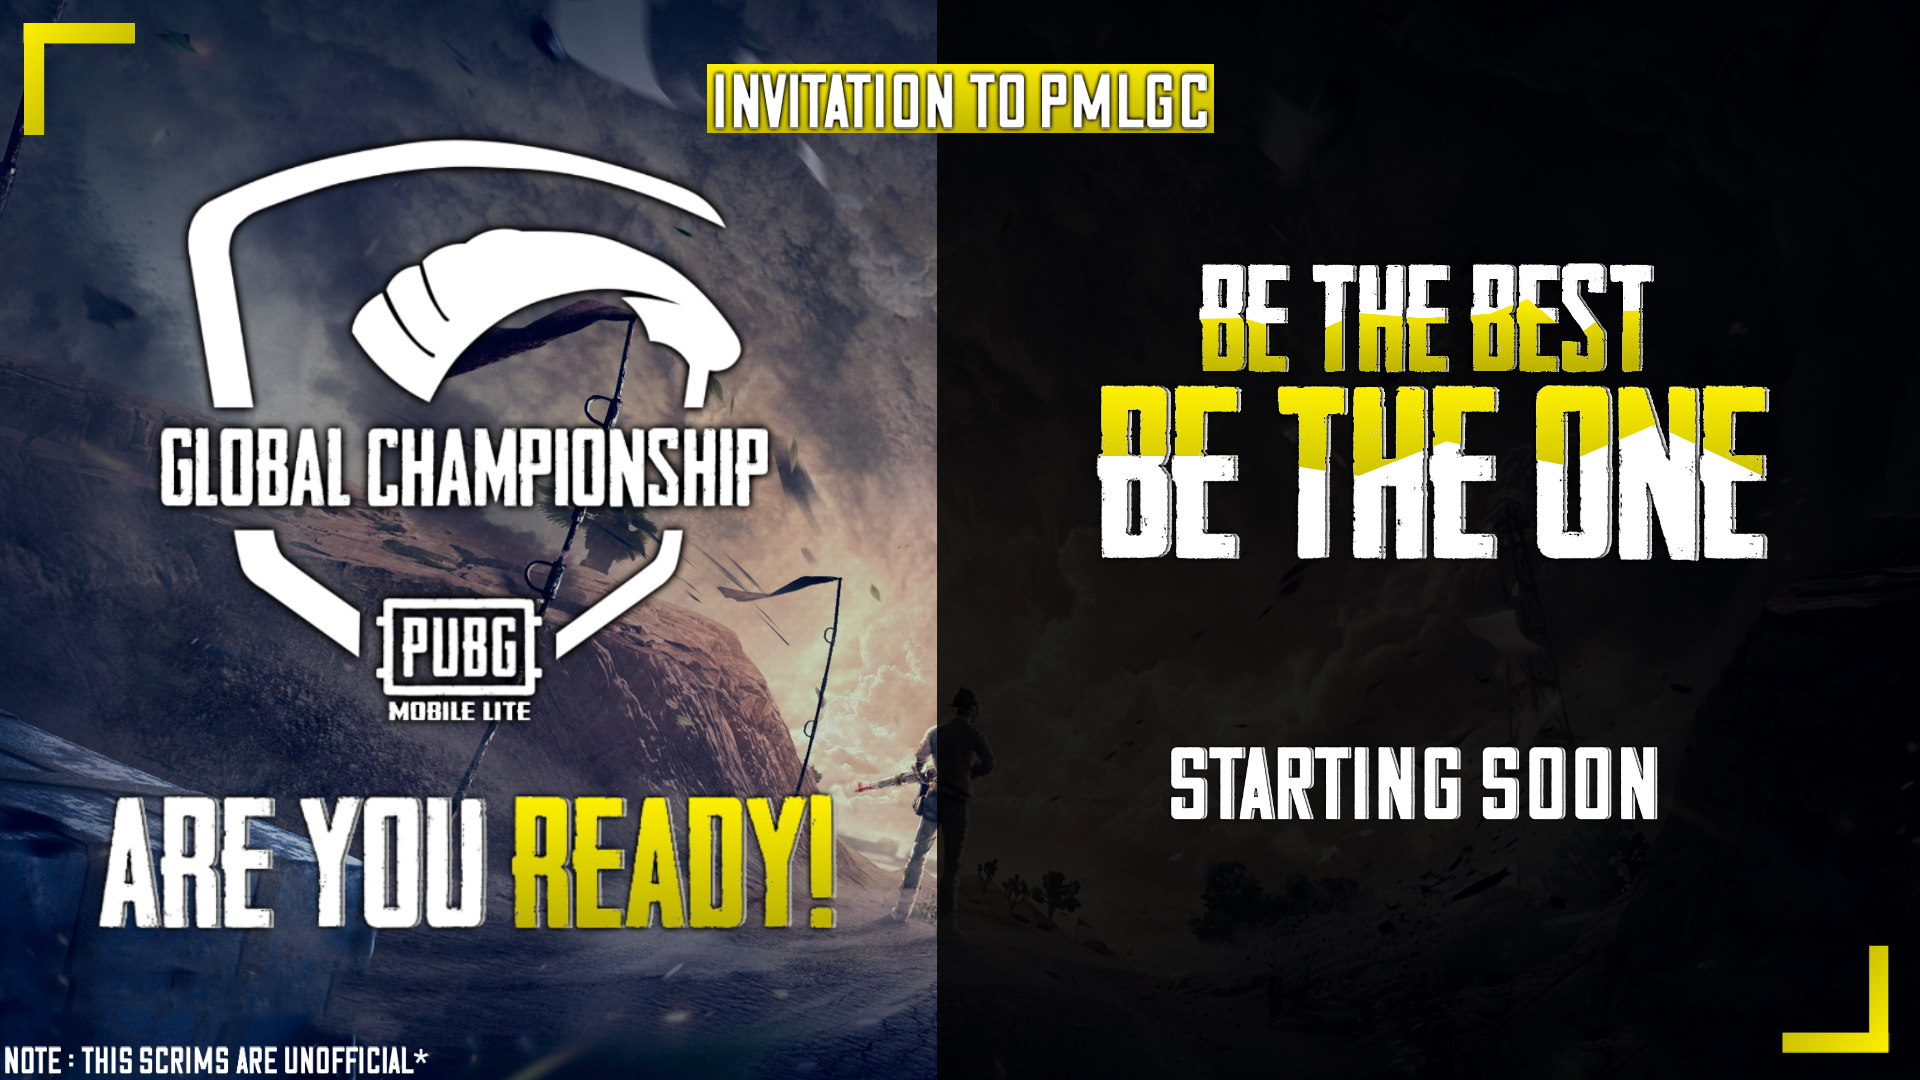 INVITATION TO PMLGC
GLOBAL CHAMPIONSHIP
PUBG
MOBILE LITE
ARE YOU READY!
BE THE BEST
BE THE ONE
STARTING SOON
NOTE : THIS SCRIMS ARE UNOFFICIAL*